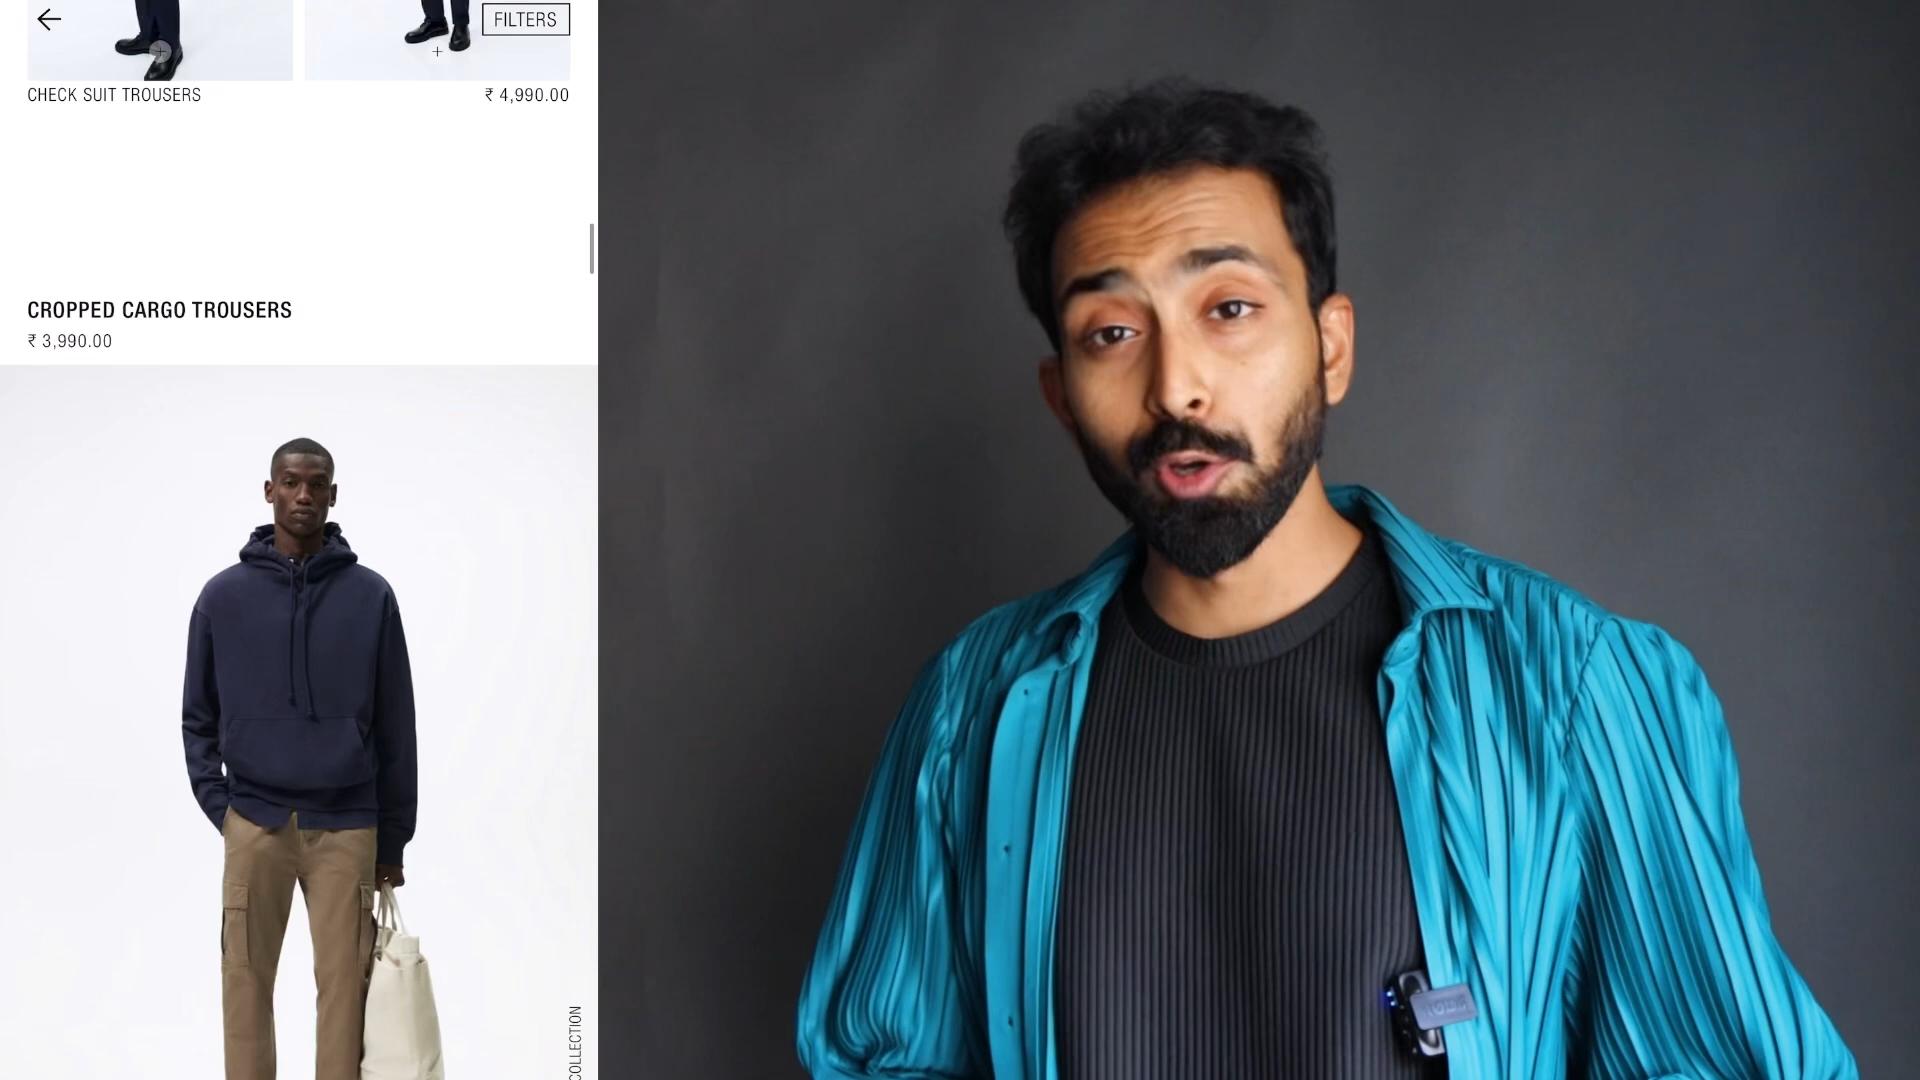 FILTERS
CHECK SUIT TROUSERS
₹ 4,990.00
CROPPED CARGO TROUSERS
₹ 3,990.00
COLLECTION